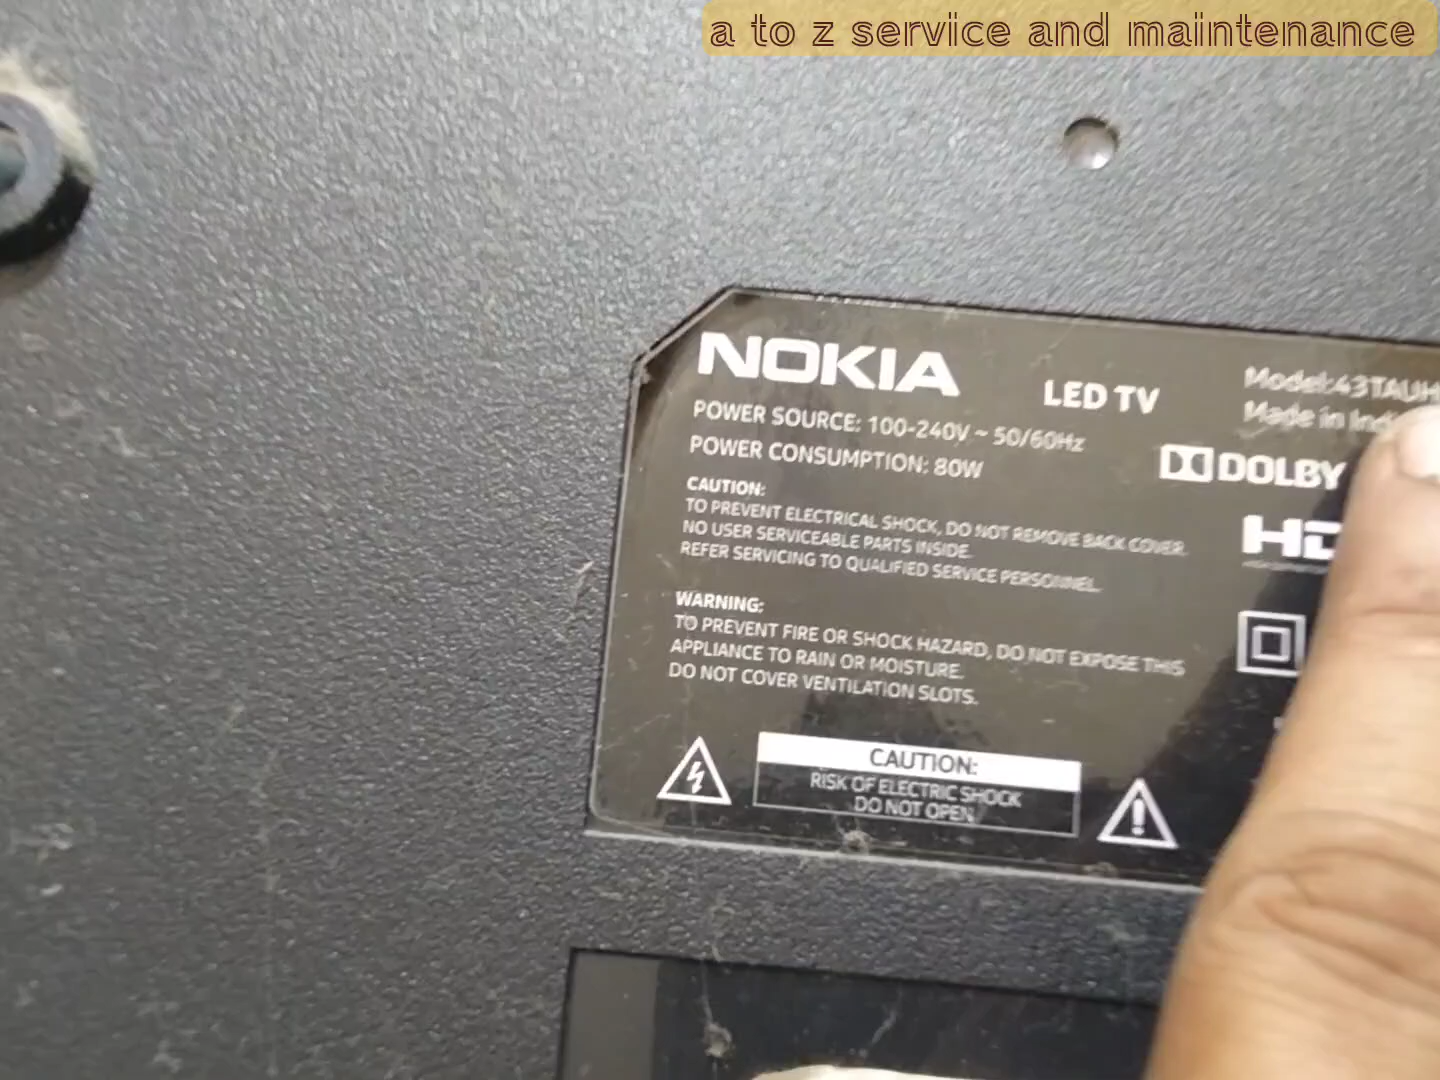 a to z service and maintenance
NOKIA
LED TV
POWER SOURCE: 100-240V ~ 50/60Hz
POWER CONSUMPTION: 80W
Made in
DOLBY
CAUTION:
TO PREVENT ELECTRICAL SHOCK, DO NOT REMOVE BACK COVER.
NO USER SERVICEABLE PARTS INSIDE.
REFER SERVICING TO QUALIFIED SERVICE PERSONNEL.
WARNING:
TO PREVENT FIRE OR SHOCK HAZARD, DO NOT EXPOSE THIS
APPLIANCE TO RAIN OR MOISTURE.
DO NOT COVER VENTILATION SLOTS.
CAUTION:
RISK OF ELECTRIC SHOCK
DO NOT OPEN